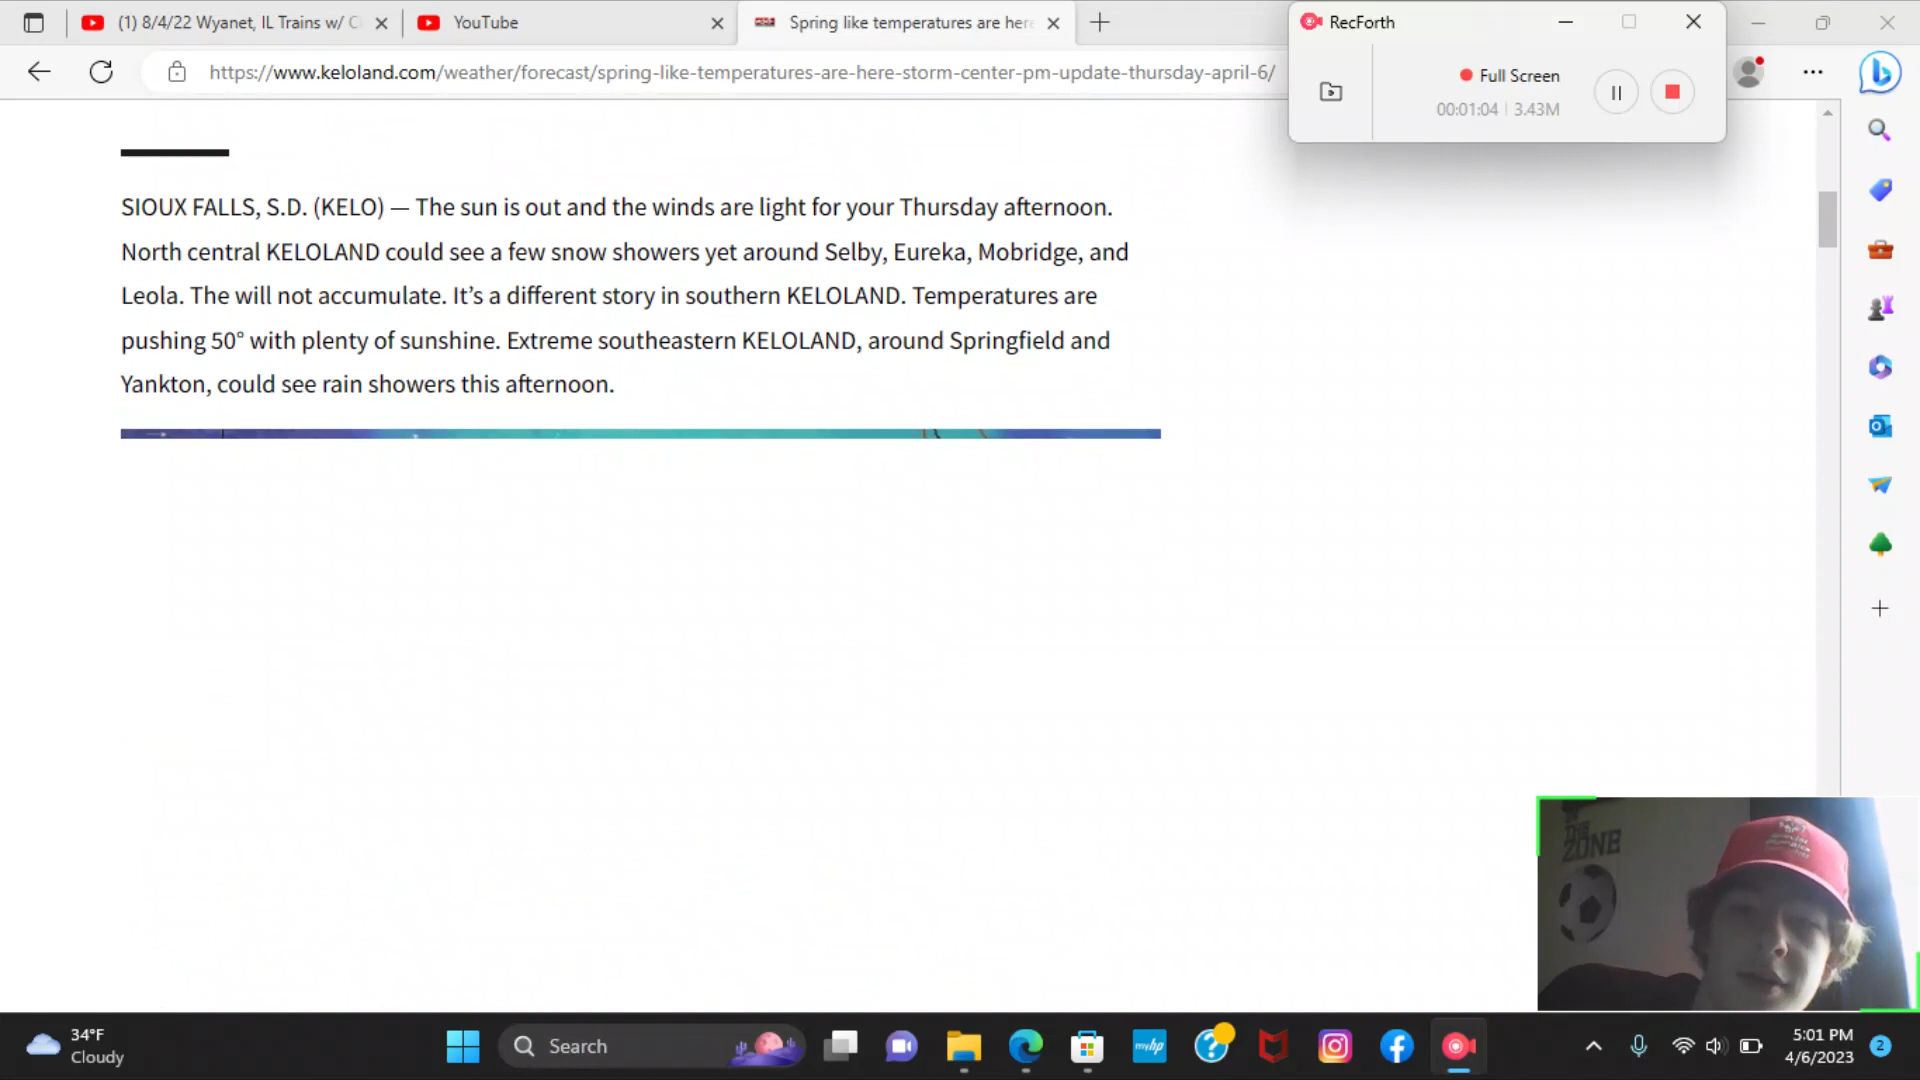 (1) 8/4/22 Wyanet, IL Trains w/ C
YouTube
Spring like temperatures are here
RecForth
https://www.keloland.com/weather/forecast/spring-like-temperatures-are-here-storm-center-pm-update-thursday-april-6/
Full Screen
00:01:04 | 3.43M
SIOUX FALLS, S.D. (KELO) — The sun is out and the winds are light for your Thursday afternoon.
North central KELOLAND could see a few snow showers yet around Selby, Eureka, Mobridge, and
Leola. The will not accumulate. It’s a different story in southern KELOLAND. Temperatures are
pushing 50° with plenty of sunshine. Extreme southeastern KELOLAND, around Springfield and
Yankton, could see rain showers this afternoon.
THE
ZONE
34°F
Cloudy
Search
myhp
5:01 PM
4/6/2023
2